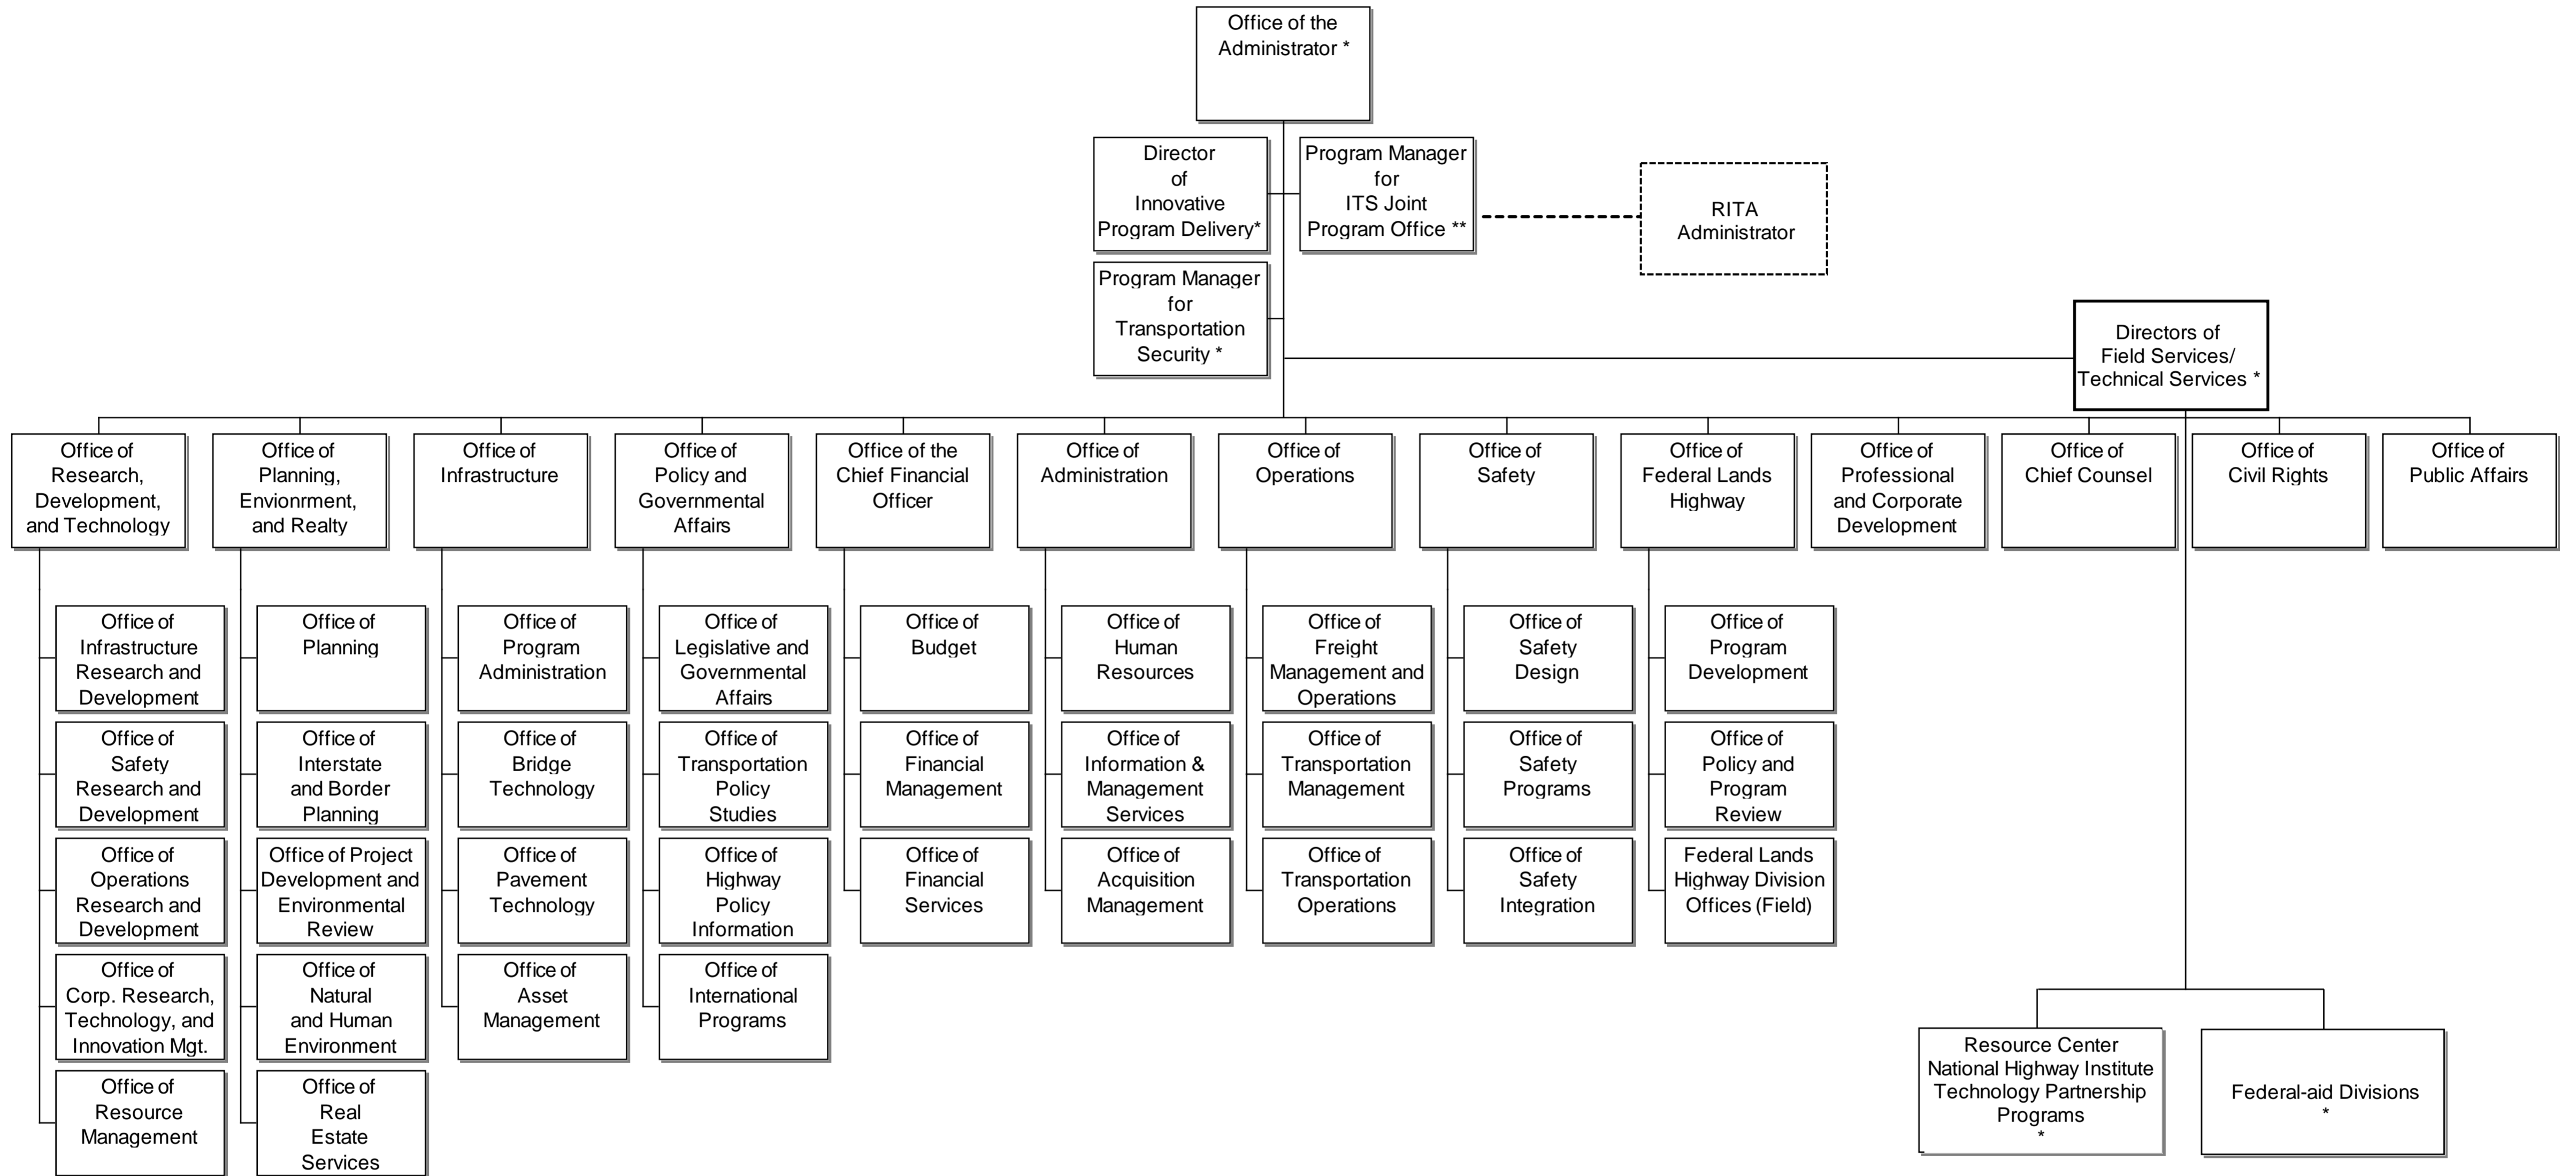 Office of the
Administrator *
Director
of
Innovative
Program Delivery*
Program Manager
for
ITS Joint
Program Office **
RITA
Administrator
Program Manager
for
Transportation
Security *
Directors of
Field Services/
Technical Services *
Office of
Research,
Development,
and Technology
Office of
Planning,
Envionrment,
and Realty
Office of
Infrastructure
Office of
Policy and
Governmental
Affairs
Office of the
Chief Financial
Officer
Office of
Administration
Office of
Operations
Office of
Safety
Office of
Federal Lands
Highway
Office of
Professional
and Corporate
Development
Office of
Chief Counsel
Office of
Civil Rights
Office of
Public Affairs
Office of
Infrastructure
Research and
Development
Office of
Safety
Research and
Development
Office of
Operations
Research and
Development
Office of
Corp. Research,
Technology, and
Innovation Mgt.
Office of
Resource
Management
Office of
Planning
Office of
Interstate
and Border
Planning
Office of Project
Development and
Environmental
Review
Office of
Natural
and Human
Environment
Office of
Real
Estate
Services
Office of
Program
Administration
Office of
Bridge
Technology
Office of
Pavement
Technology
Office of
Asset
Management
Office of
Legislative and
Governmental
Affairs
Office of
Transportation
Policy
Studies
Office of
Highway
Policy
Information
Office of
International
Programs
Office of
Budget
Office of
Financial
Management
Office of
Financial
Services
Office of
Human
Resources
Office of
Information &
Management
Services
Office of
Acquisition
Management
Office of
Freight
Management and
Operations
Office of
Transportation
Management
Office of
Transportation
Operations
Office of
Safety
Design
Office of
Safety
Programs
Office of
Safety
Integration
Office of
Program
Development
Office of
Policy and
Program
Review
Federal Lands
Highway Division
Offices (Field)
Resource Center
National Highway Institute
Technology Partnership
Programs
*
Federal-aid Divisions
*